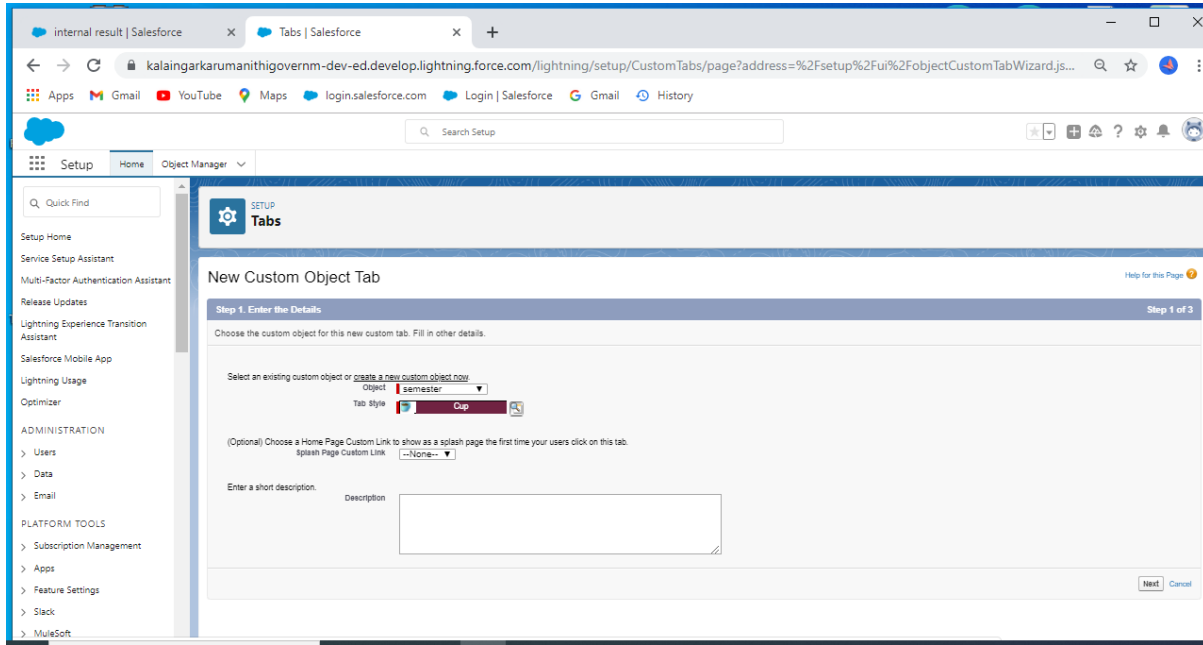 internal result | Salesforce
Tabs | Salesforce
kalaingarkarumanithigovernm-dev-ed.develop.lightning.force.com/lightning/setup/CustomTabs/page?address=%2Fsetup%2Fui%2FobjectCustomTabWizard.js...
Apps Gmail YouTube Maps login.salesforce.com Login | Salesforce Gmail History
Search Setup
Setup Home Object Manager
Quick Find
Setup Home
Service Setup Assistant
Multi-Factor Authentication Assistant
Release Updates
Lightning Experience Transition
Assistant
Salesforce Mobile App
Lightning Usage
Optimizer
ADMINISTRATION
Users
Data
Email
PLATFORM TOOLS
Subscription Management
Apps
Feature Settings
Slack
MuleSoft
SETUP
Tabs
New Custom Object Tab
Help for this Page
Step 1. Enter the Details Step 1 of 3
Choose the custom object for this new custom tab. Fill in other details.
Select an existing custom object or create a new custom object now.
Object semester
Tab Style Cup
(Optional) Choose a Home Page Custom Link to show as a splash page the first time your users click on this tab.
Splash Page Custom Link --None--
Enter a short description.
Description
Next Cancel